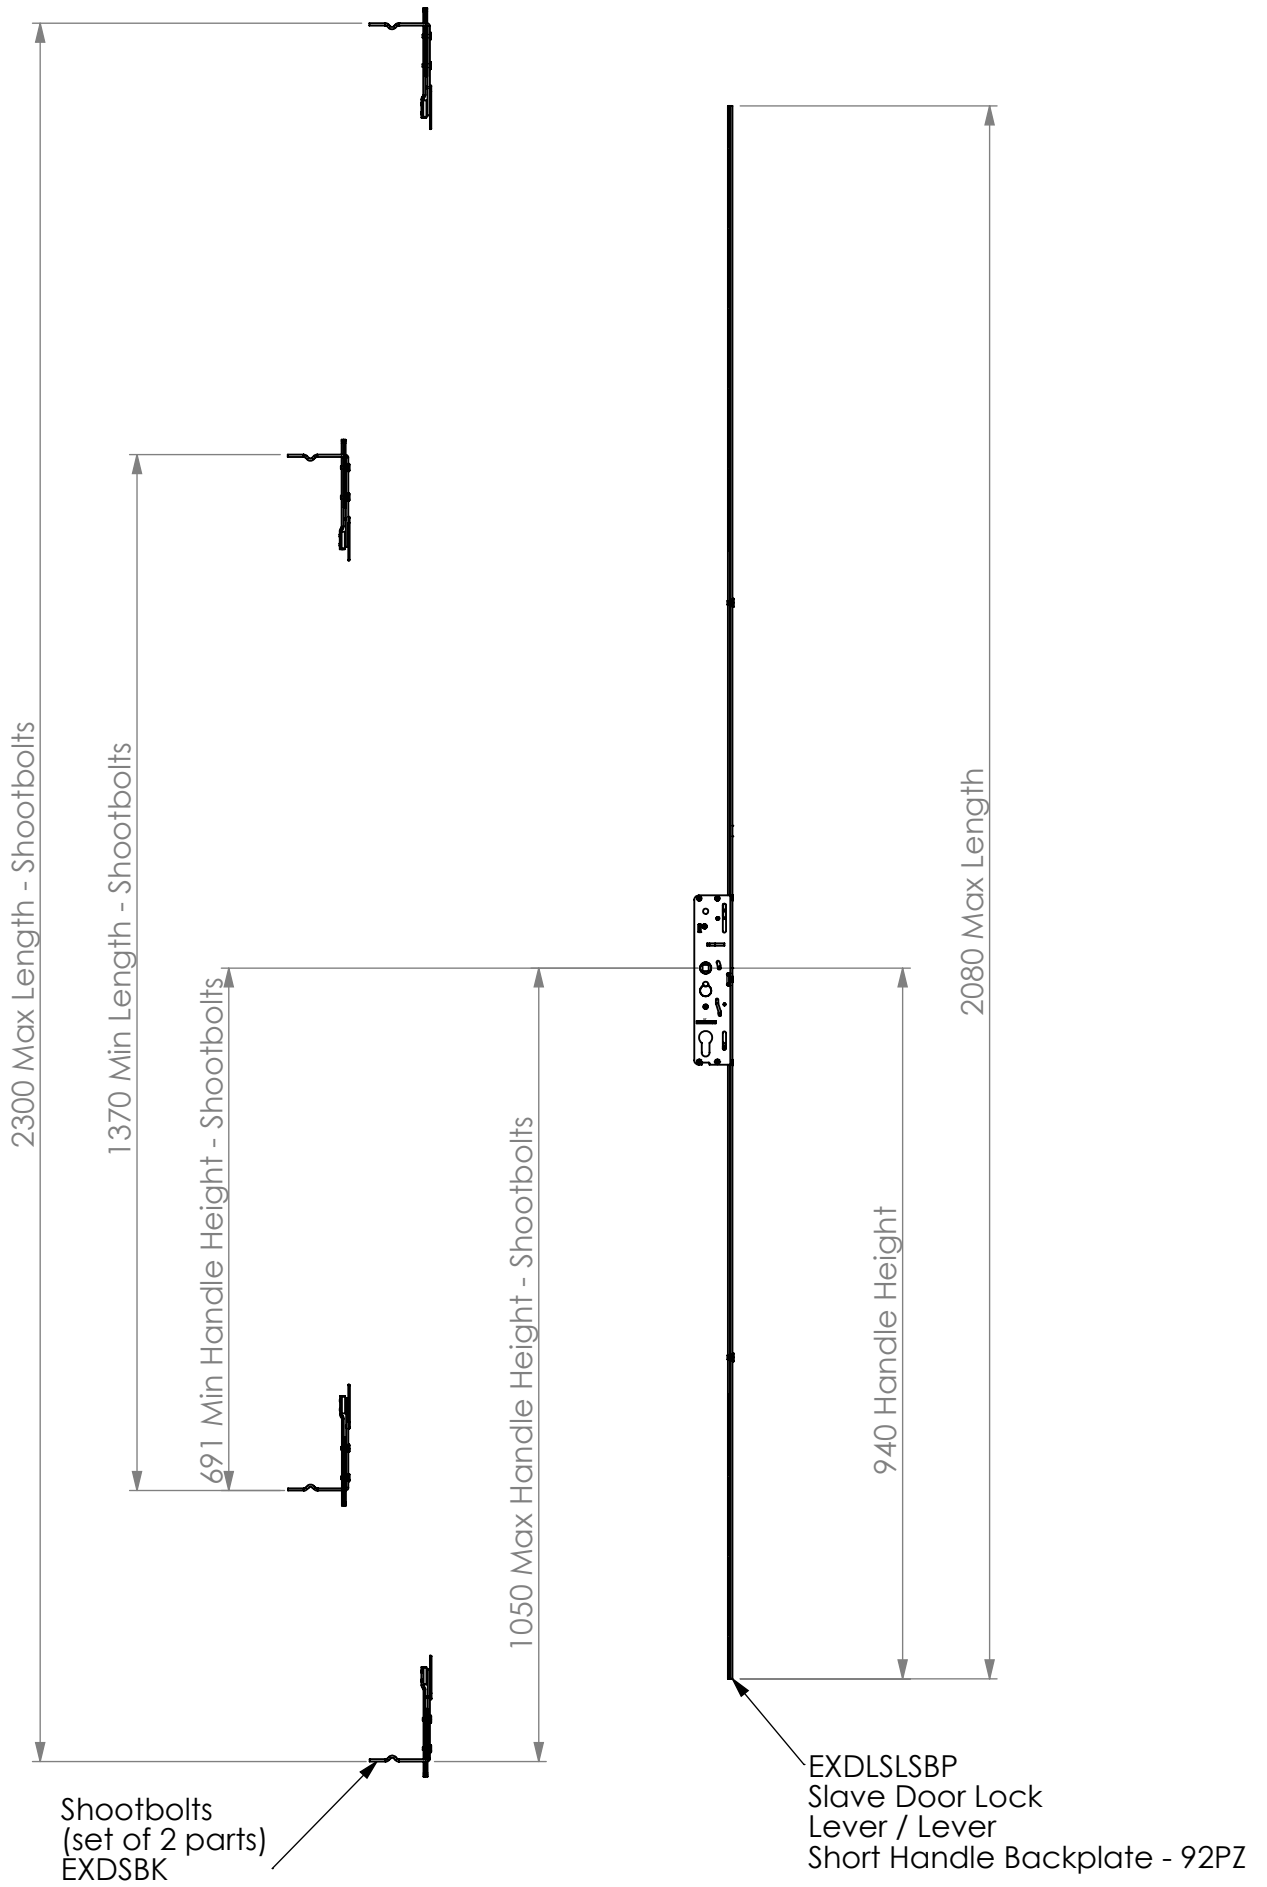 2300 Max Length - Shootbolts
1370 Min Length - Shootbolts
691 Min Handle Height - Shootbolts
1050 Max Handle Height - Shootbolts
940 Handle Height
2080 Max Length
Shootbolts
(set of 2 parts)
EXDSBK
EXDLSLSBP
Slave Door Lock
Lever / Lever
Short Handle Backplate - 92PZ